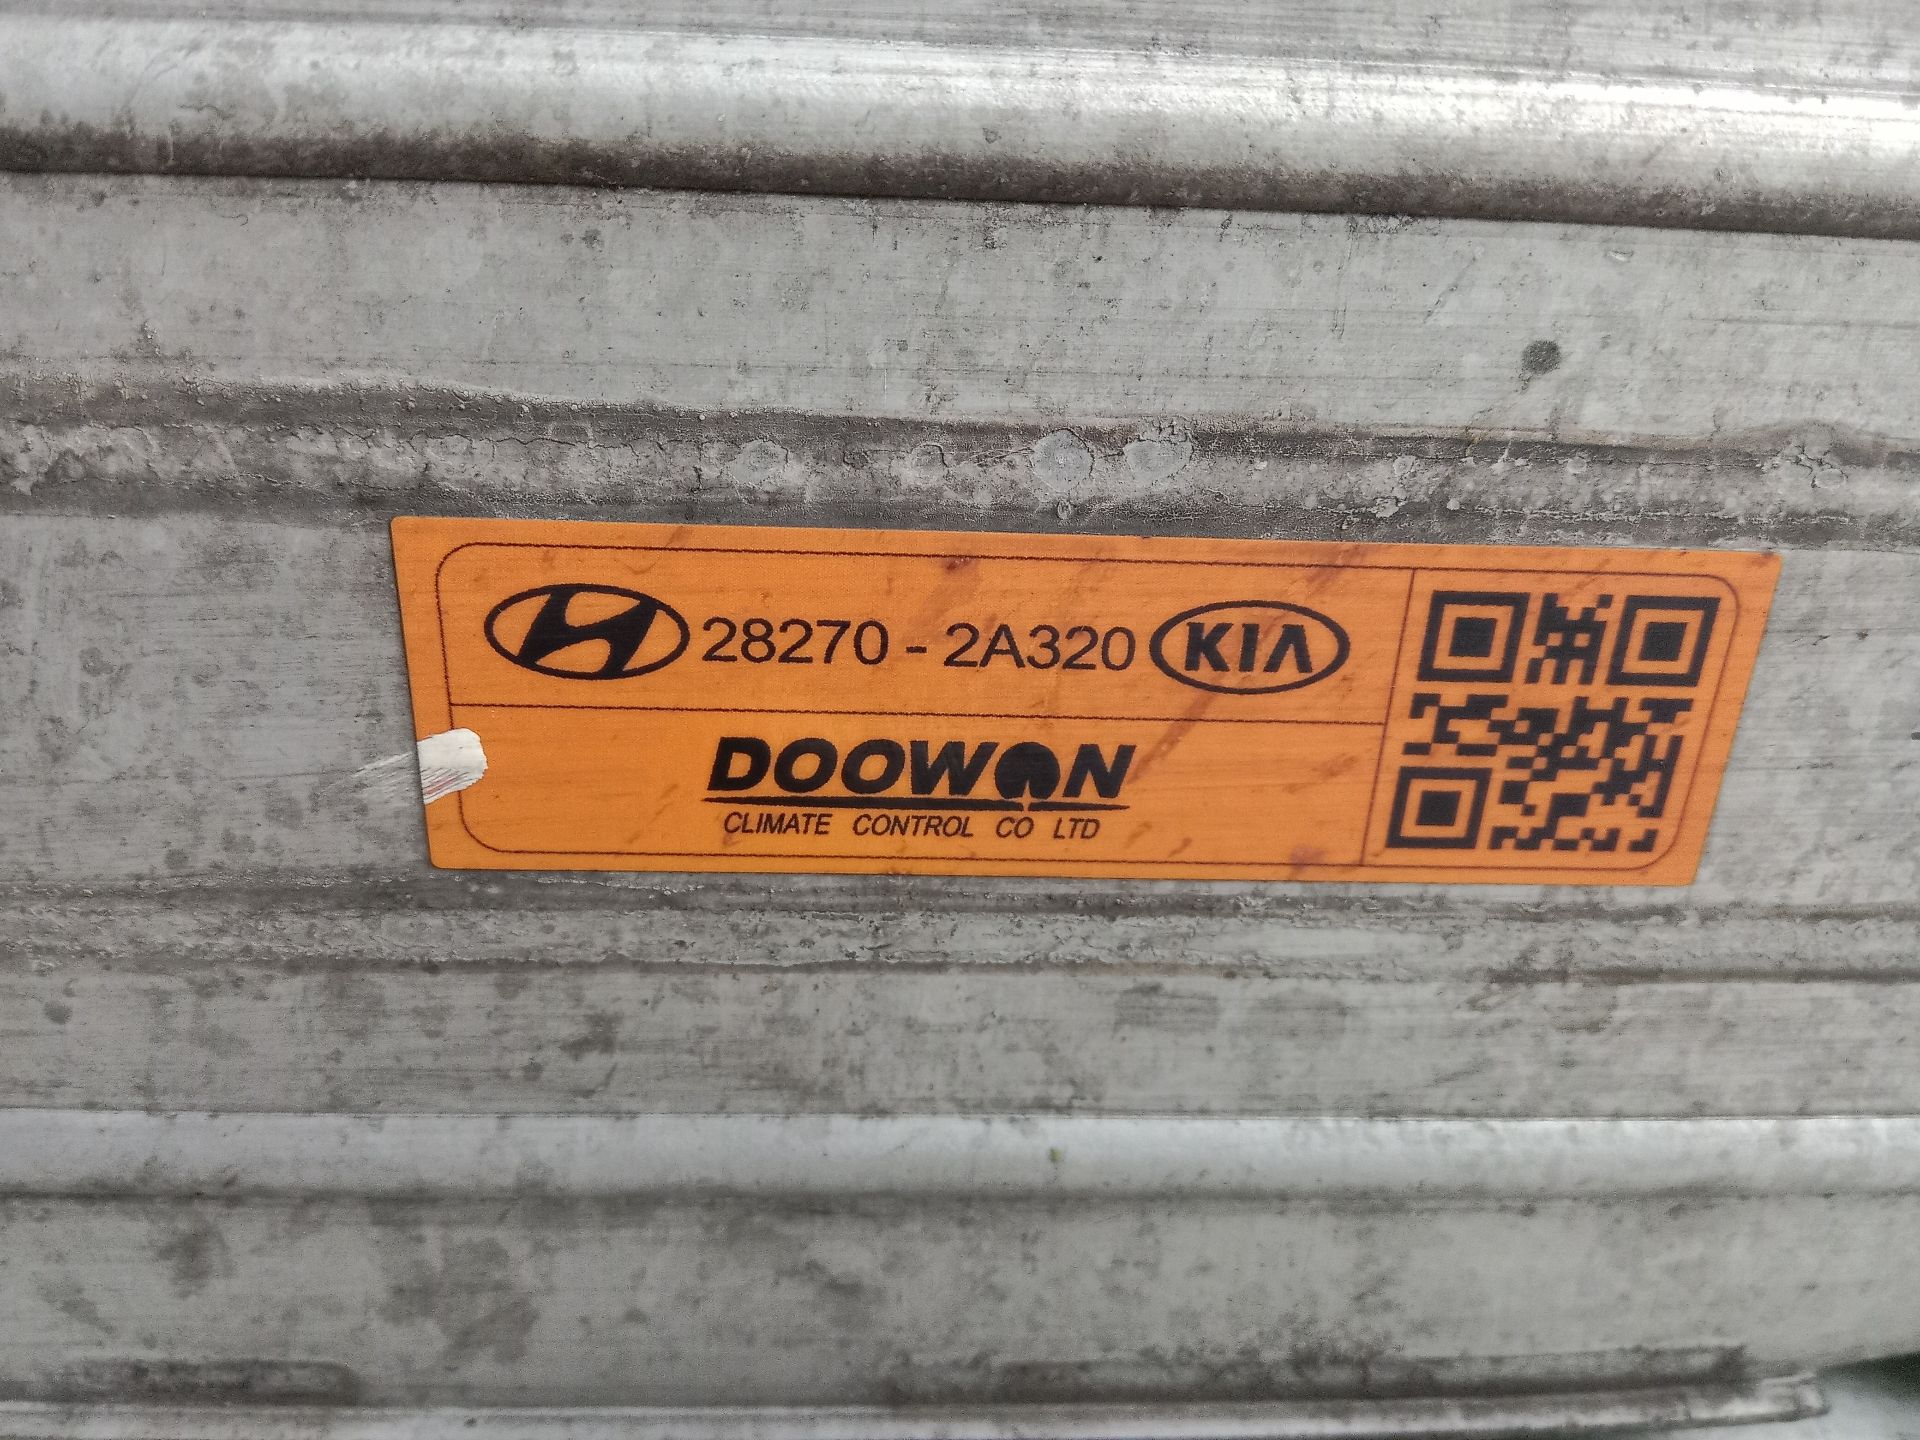 28270 - 2A320 KIA
DOOWON
CLIMATE CONTROL CO LTD